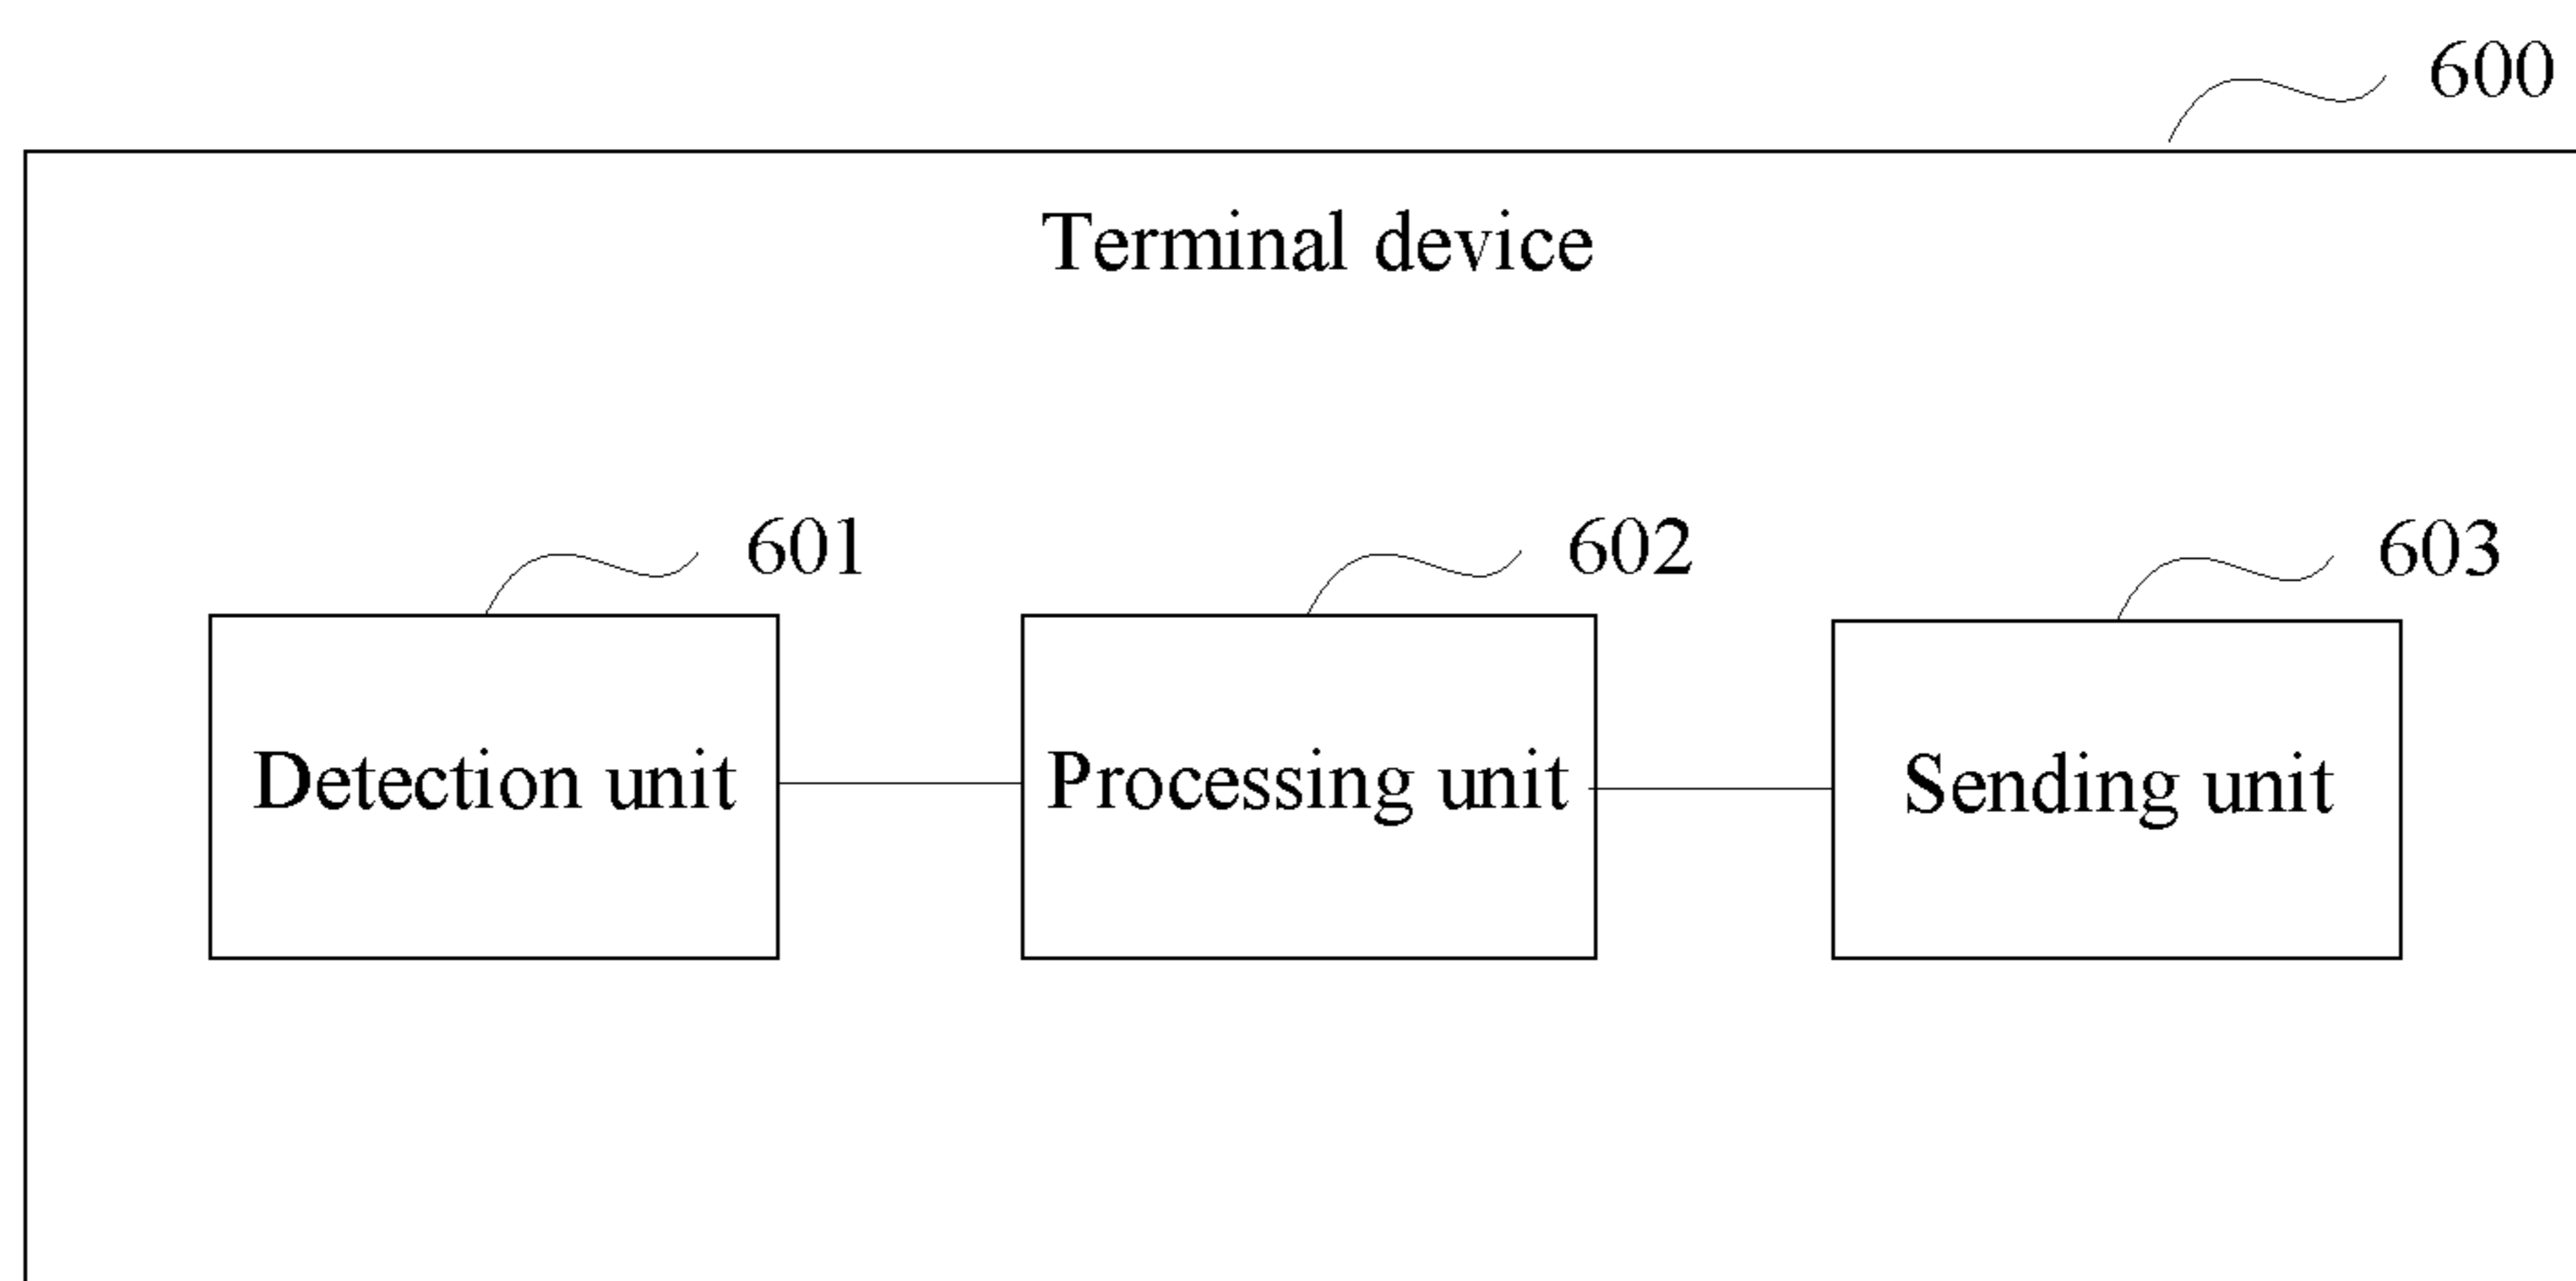 600
Terminal device
601
602
603
Detection unit
Processing unit
Sending unit